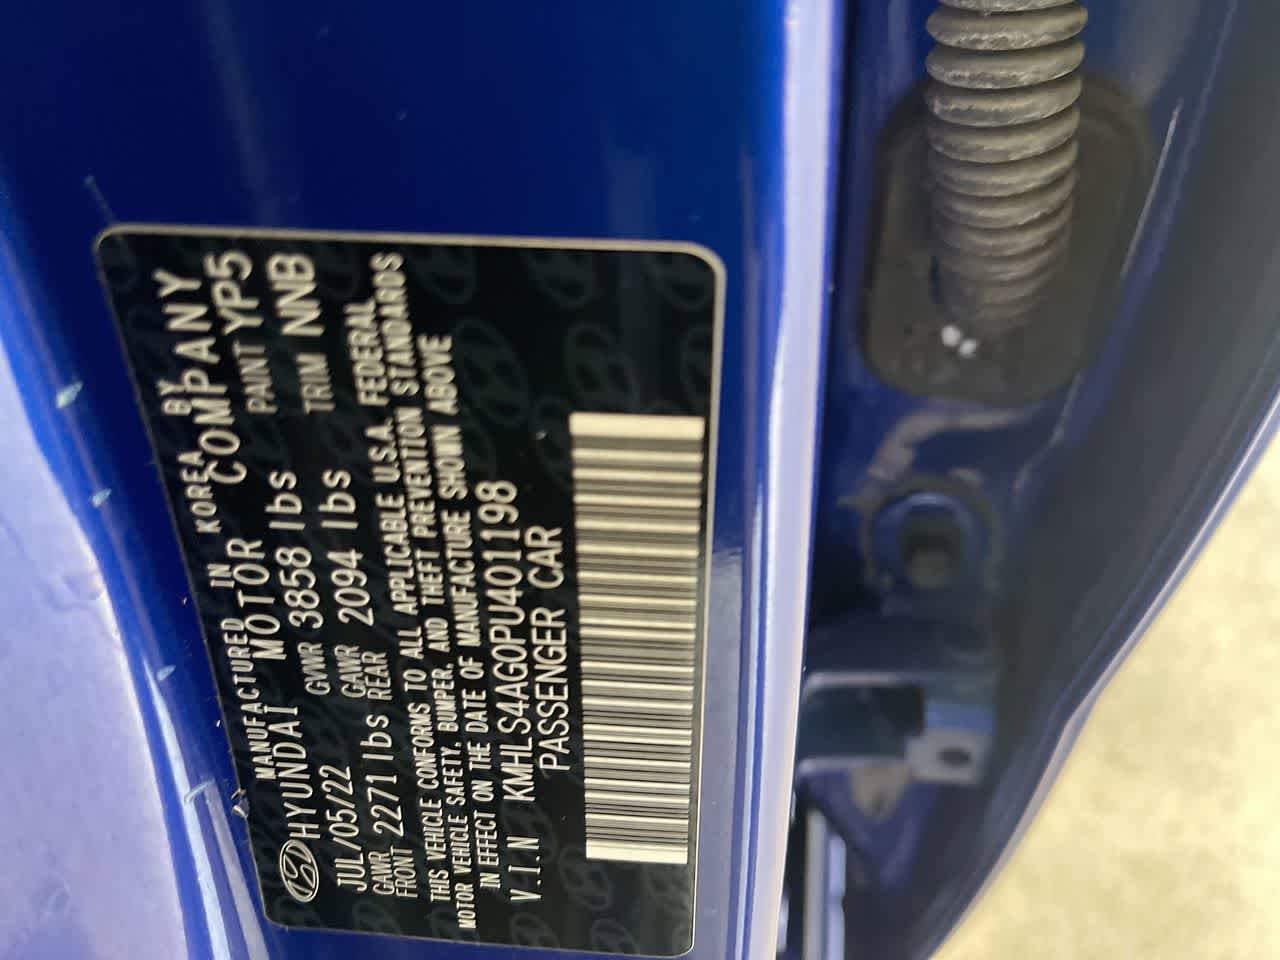 MANUFACTURED IN KOREA BY
HYUNDAI MOTOR COMPANY
JUL/05/22 GVWR 3858 lbs PAINT YP5
GAWR FRONT 2271 lbs GAWR REAR 2094 lbs TRIM NNB
THIS VEHICLE CONFORMS TO ALL APPLICABLE U.S.A. FEDERAL
MOTOR VEHICLE SAFETY, BUMPER, AND THEFT PREVENTION STANDARDS
IN EFFECT ON THE DATE OF MANUFACTURE SHOWN ABOVE
V.I.N KMHLS4AG0PU401198
PASSENGER CAR